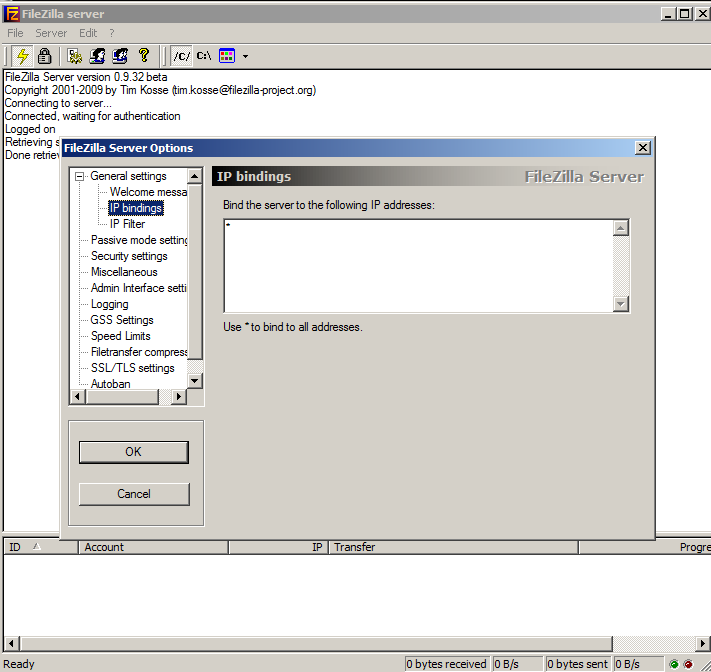 FileZilla server
File Server Edit ?
/C/ C:\
FileZilla Server version 0.9.32 beta
Copyright 2001-2009 by Tim Kosse (tim.kosse@filezilla-project.org)
Connecting to server...
Connected, waiting for authentication
Logged on
Retrieving s
Done retriev
FileZilla Server Options
General settings
Welcome messa
IP bindings
IP Filter
Passive mode setting
Security settings
Miscellaneous
Admin Interface setti
Logging
GSS Settings
Speed Limits
Filetransfer compress
SSL/TLS settings
Autoban
OK
Cancel
IP bindings FileZilla Server
Bind the server to the following IP addresses:
*
Use * to bind to all addresses.
ID Account IP Transfer Progre
Ready 0 bytes received 0 B/s 0 bytes sent 0 B/s